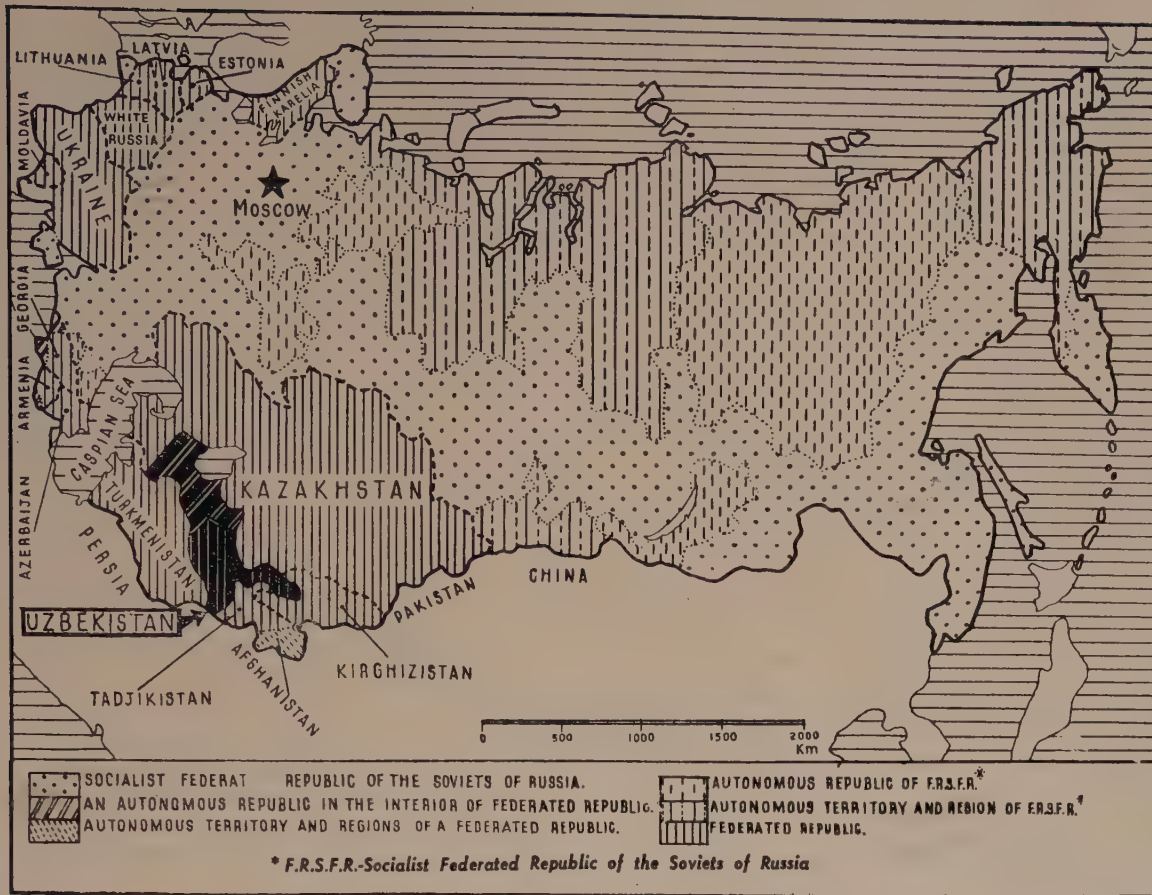 LITHUANIA
LATVIA
ESTONIA
FINNISH
KARELIA
MOLDAVIA
UKRAINE
WHITE
RUSSIA
MOSCOW
GEORGIA
ARMENIA
AZERBAIJAN
CASPIAN SEA
KAZAKHSTAN
TURKMENISTAN
PERSIA
UZBEKISTAN
TADJIKISTAN
AFGHANISTAN
KIRGHIZISTAN
PAKISTAN
CHINA
0 500 1000 1500 2000
Km
SOCIALIST FEDERAT REPUBLIC OF THE SOVIETS OF RUSSIA.
AN AUTONOMOUS REPUBLIC IN THE INTERIOR OF FEDERATED REPUBLIC.
AUTONOMOUS TERRITORY AND REGIONS OF A FEDERATED REPUBLIC.
AUTONOMOUS REPUBLIC OF F.R.S.F.R.*
AUTONOMOUS TERRITORY AND REGION OF F.R.S.F.R.*
FEDERATED REPUBLIC.
* F.R.S.F.R.-Socialist Federated Republic of the Soviets of Russia